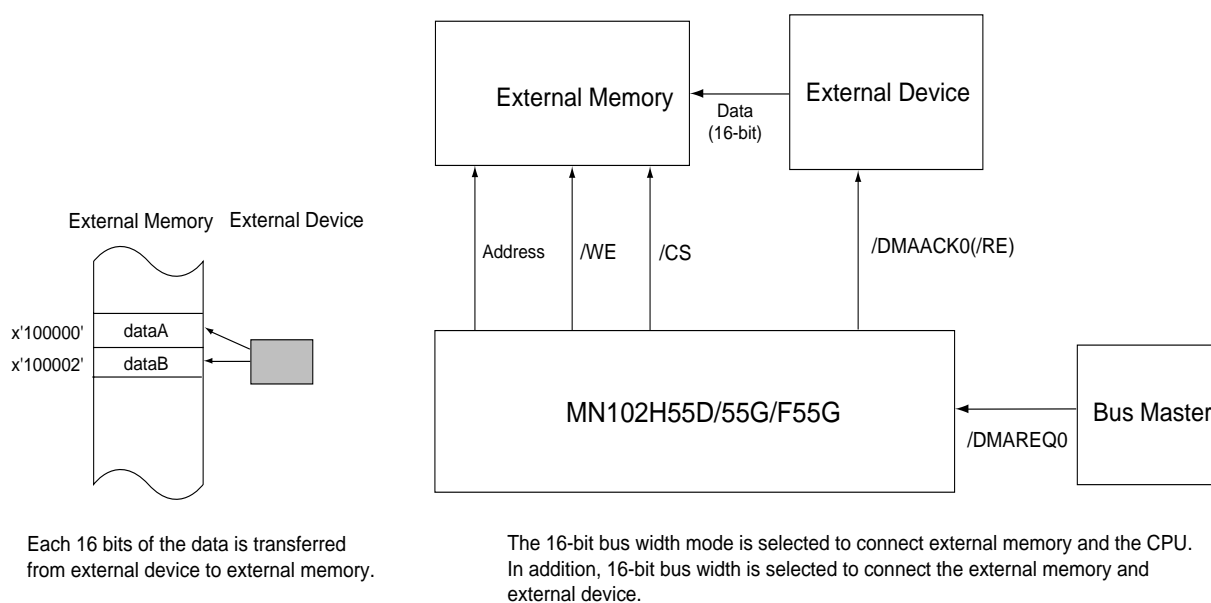 External Memory
External Device
Data
(16-bit)
External Memory External Device
Address
/WE
/CS
/DMAACK0(/RE)
x'100000'
dataA
x'100002'
dataB
MN102H55D/55G/F55G
Bus Master
/DMAREQ0
Each 16 bits of the data is transferred
from external device to external memory.
The 16-bit bus width mode is selected to connect external memory and the CPU.
In addition, 16-bit bus width is selected to connect the external memory and
external device.